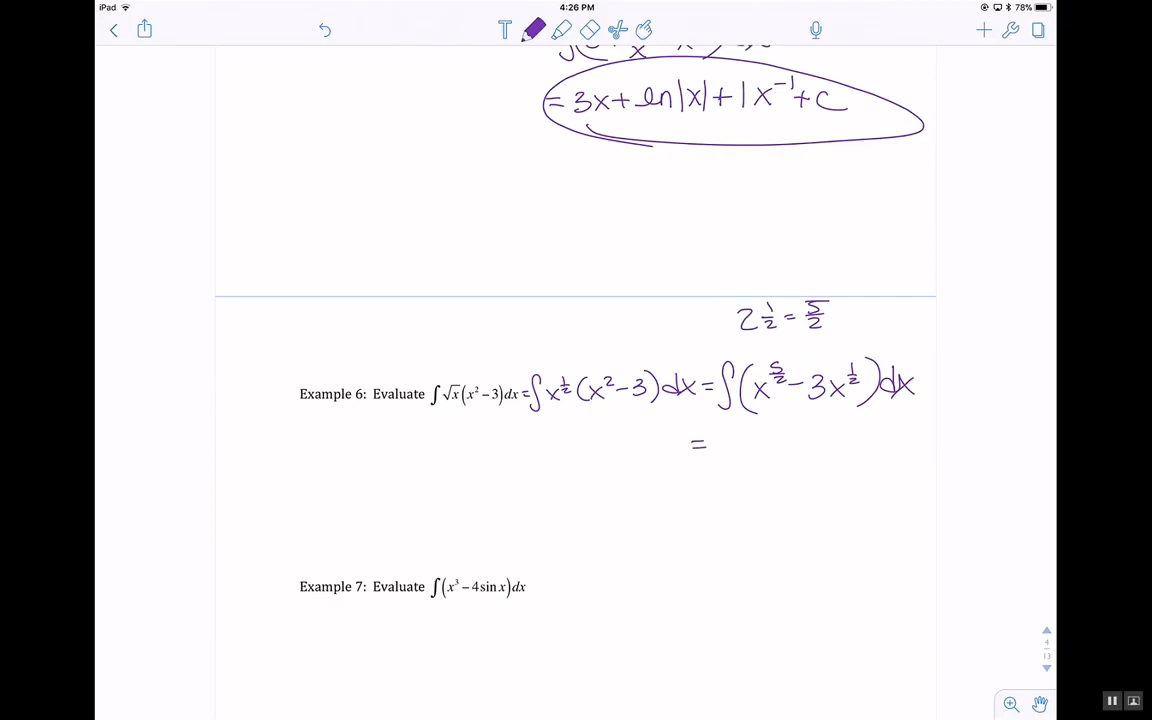 iPad 4:26 PM 78%
T
= 3x + ln|x| + 1x⁻¹ + C
2 1/2 = 5/2
Example 6: Evaluate ∫√x(x² − 3)dx = ∫x^(1/2)(x² − 3)dx = ∫(x^(5/2) − 3x^(1/2))dx
=
Example 7: Evaluate ∫(x³ − 4 sin x)dx
4
13